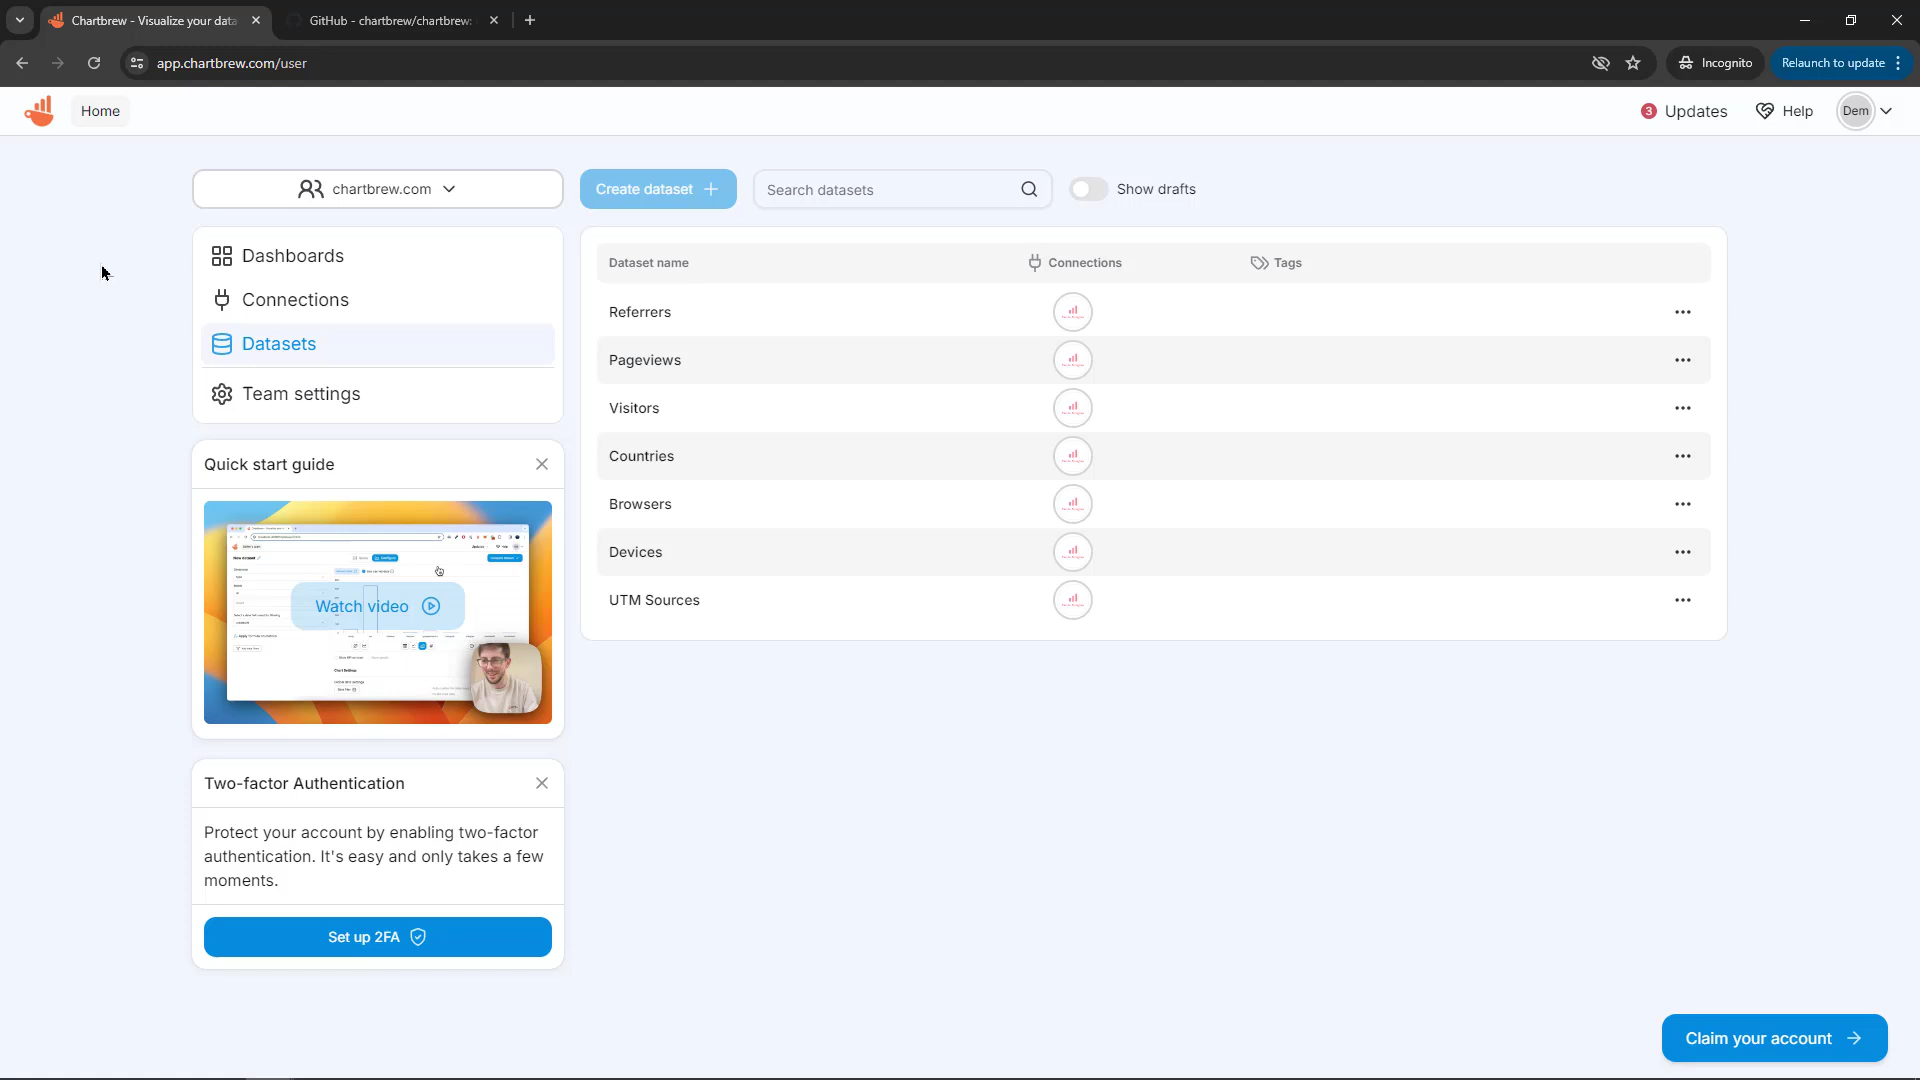 Chartbrew - Visualize your data
GitHub - chartbrew/chartbrew:
app.chartbrew.com/user
Incognito
Relaunch to update
Home
3 Updates
Help
Dem
chartbrew.com
Create dataset
Search datasets
Show drafts
Dashboards
Connections
Datasets
Team settings
Dataset name
Connections
Tags
Referrers
Pageviews
Visitors
Countries
Browsers
Devices
UTM Sources
Quick start guide
Watch video
Two-factor Authentication
Protect your account by enabling two-factor
authentication. It's easy and only takes a few
moments.
Set up 2FA
Claim your account